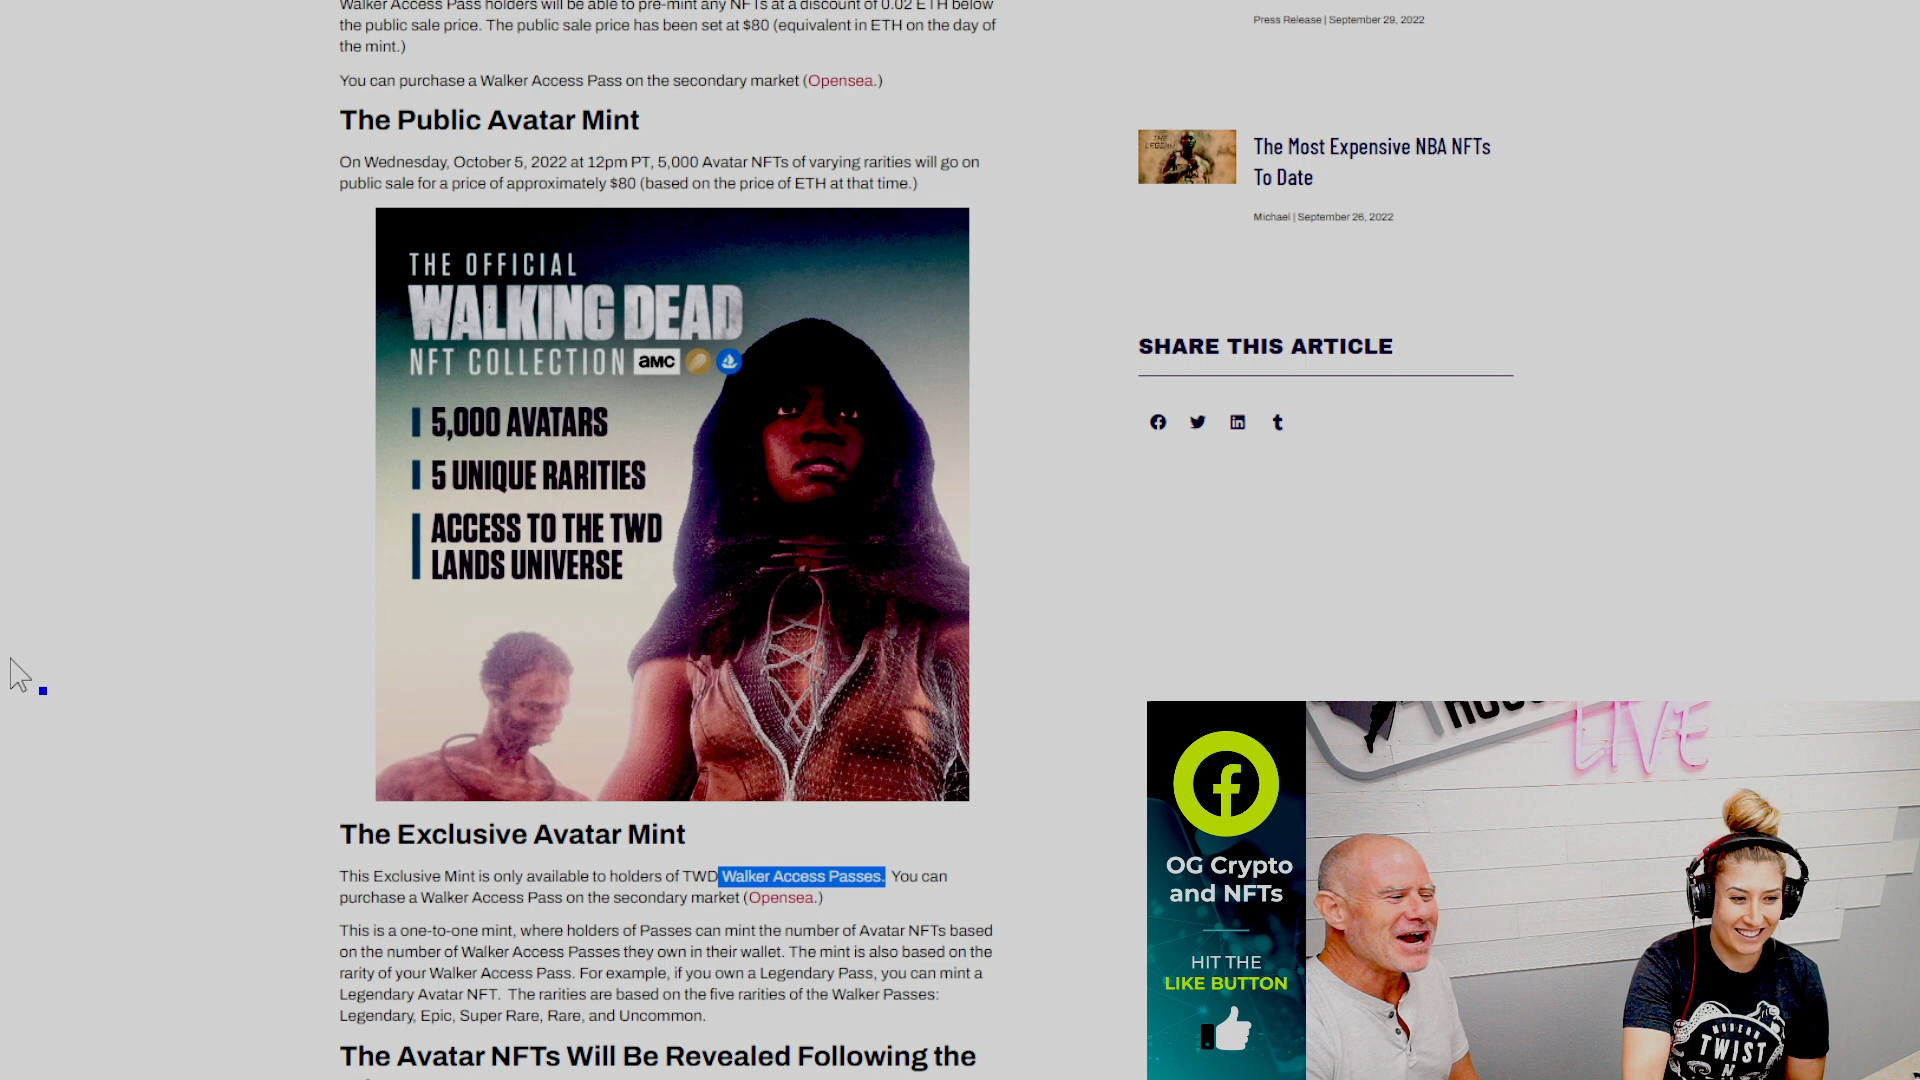 Walker Access Pass holders will be able to pre-mint any NFTs at a discount of 0.02 ETH below
the public sale price. The public sale price has been set at $80 (equivalent in ETH on the day of
the mint.)
You can purchase a Walker Access Pass on the secondary market (Opensea.)
The Public Avatar Mint
On Wednesday, October 5, 2022 at 12pm PT, 5,000 Avatar NFTs of varying rarities will go on
public sale for a price of approximately $80 (based on the price of ETH at that time.)
THE OFFICIAL
WALKING DEAD
NFT COLLECTION aMC
5,000 AVATARS
5 UNIQUE RARITIES
ACCESS TO THE TWD
LANDS UNIVERSE
The Exclusive Avatar Mint
This Exclusive Mint is only available to holders of TWD Walker Access Passes. You can
purchase a Walker Access Pass on the secondary market (Opensea.)
This is a one-to-one mint, where holders of Passes can mint the number of Avatar NFTs based
on the number of Walker Access Passes they own in their wallet. The mint is also based on the
rarity of your Walker Access Pass. For example, if you own a Legendary Pass, you can mint a
Legendary Avatar NFT. The rarities are based on the five rarities of the Walker Passes:
Legendary, Epic, Super Rare, Rare, and Uncommon.
The Avatar NFTs Will Be Revealed Following the
Press Release | September 29, 2022
THE LEGEND
The Most Expensive NBA NFTs
To Date
Michael | September 26, 2022
SHARE THIS ARTICLE
OG Crypto
and NFTs
HIT THE
LIKE BUTTON
LIVE
MODERN
TWIST
N